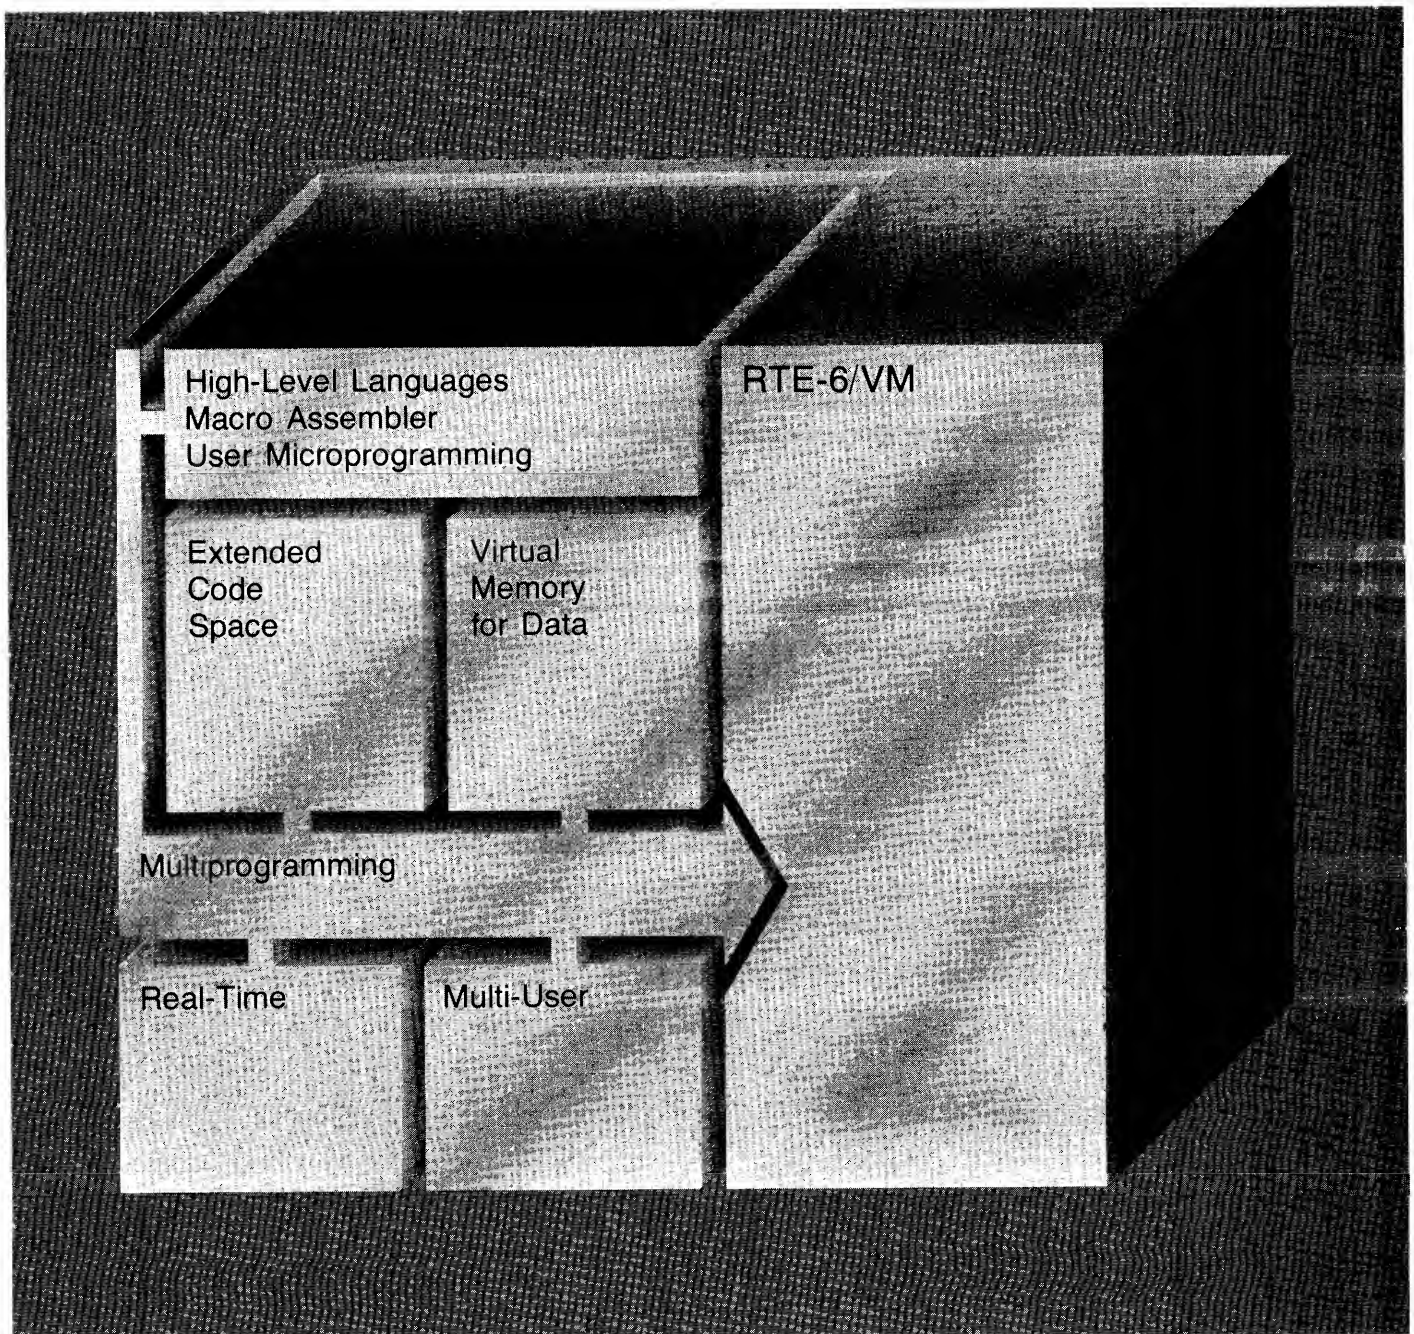 High-Level Languages
Macro Assembler
User Microprogramming
RTE-6/VM
Extended
Code
Space
Virtual
Memory
for Data
Multiprogramming
Real-Time
Multi-User